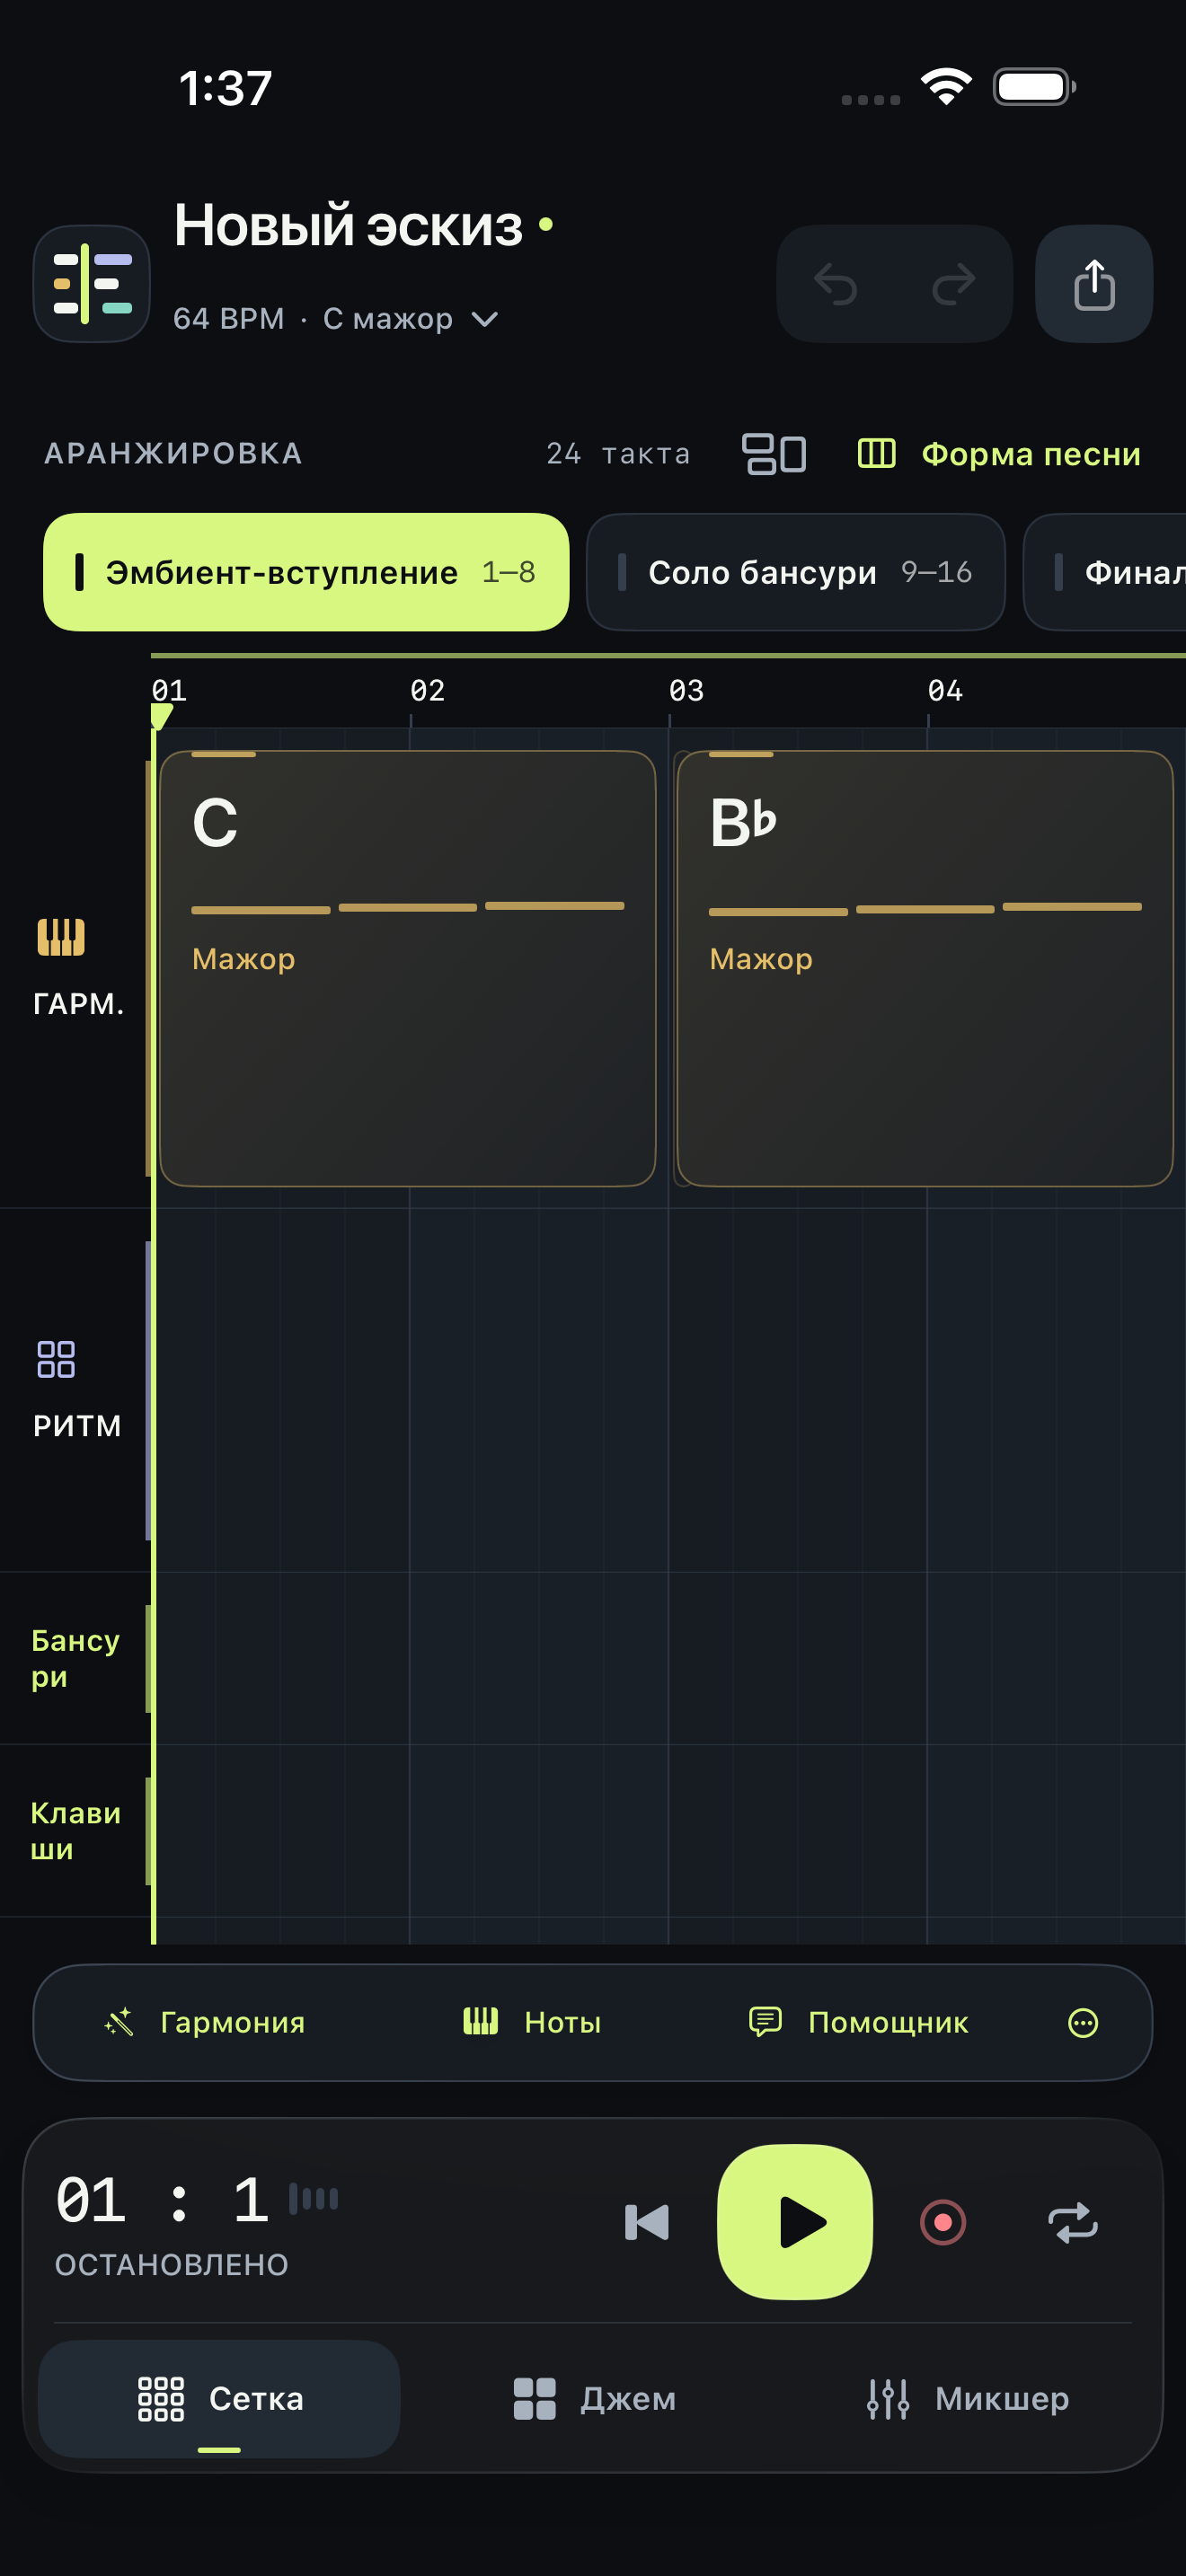 1:37
Новый эскиз
64 BPM · C мажор
АРАНЖИРОВКА 24 такта Форма песни
Эмбиент-вступление 1–8 Соло бансури 9–16 Финал
01 02 03 04
C B♭
Мажор Мажор
ГАРМ.
РИТМ
Бансу
ри
Клави
ши
Гармония Ноты Помощник
01 : 1
ОСТАНОВЛЕНО
Сетка Джем Микшер